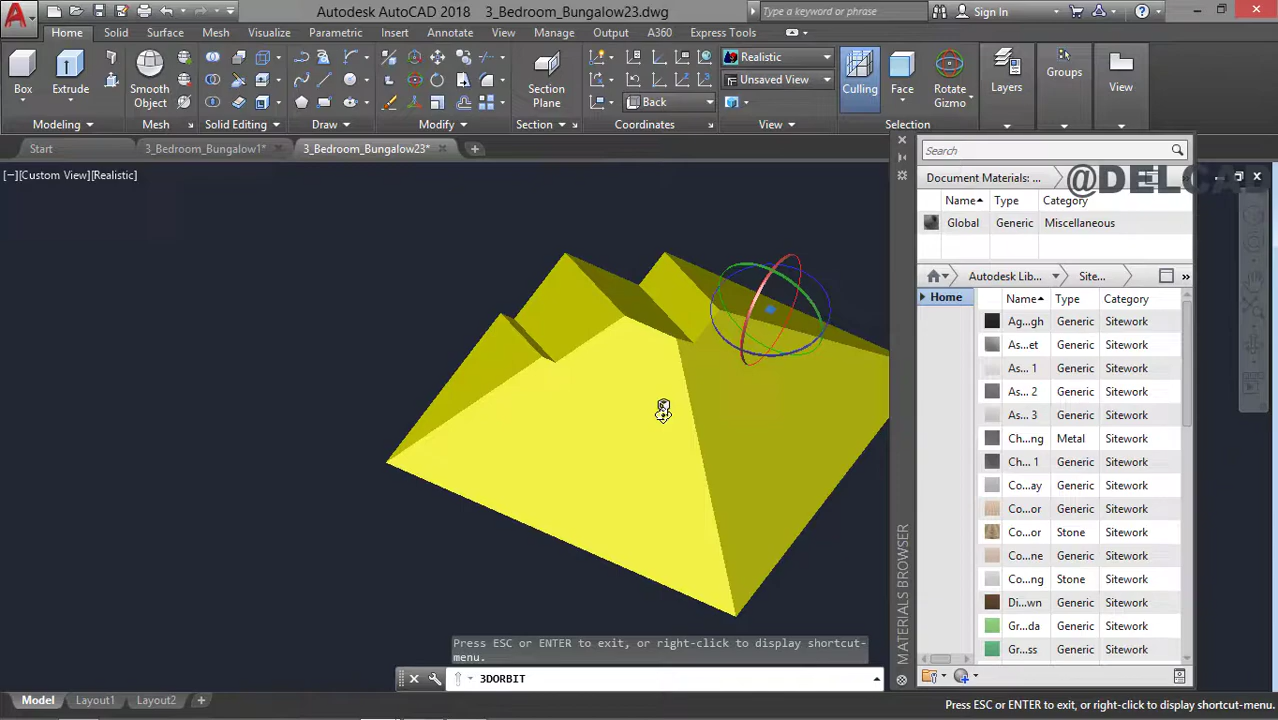 Autodesk AutoCAD 2018 3_Bedroom_Bungalow23.dwg
Type a keyword or phrase
Sign In
Home Solid Surface Mesh Visualize Parametric Insert Annotate View Manage Output A360 Express Tools
Box
Extrude
Smooth Object
Section Plane
Realistic
Unsaved View
Back
Culling
Face
Rotate Gizmo
Layers
Groups
View
Modeling
Mesh
Solid Editing
Draw
Modify
Section
Coordinates
View
Selection
Start
3_Bedroom_Bungalow1*
3_Bedroom_Bungalow23*
[−][Custom View][Realistic]
Search
Document Materials: ...
@DELCAD
Name Type Category
Global Generic Miscellaneous
Home
Autodesk Lib...
Site...
Name Type Category
Ag...gh Generic Sitework
As...et Generic Sitework
As... 1 Generic Sitework
As... 2 Generic Sitework
As... 3 Generic Sitework
Ch...ng Metal Sitework
Ch... 1 Generic Sitework
Co...ay Generic Sitework
Co...or Generic Sitework
Co...or Stone Sitework
Co...ne Generic Sitework
Co...ng Stone Sitework
Di...wn Generic Sitework
Gr...da Generic Sitework
Gr...ss Generic Sitework
MATERIALS BROWSER
Press ESC or ENTER to exit, or right-click to display shortcut-
menu.
3DORBIT
Model Layout1 Layout2
Press ESC or ENTER to exit, or right-click to display shortcut-menu.